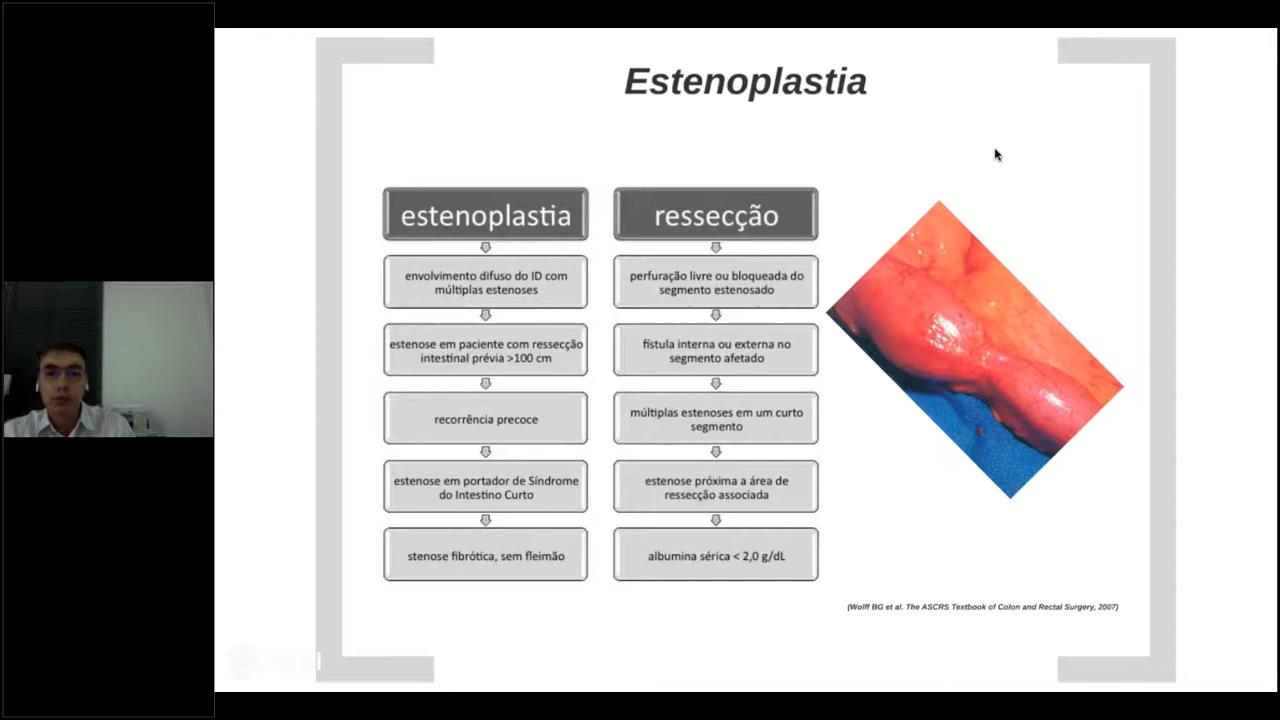 Estenoplastia
estenoplastia
envolvimento difuso do ID com
múltiplas estenoses
estenose em paciente com ressecção
intestinal prévia >100 cm
recorrência precoce
estenose em portador de Síndrome
do Intestino Curto
stenose fibrótica, sem fleimão
ressecção
perfuração livre ou bloqueada do
segmento estenosado
fístula interna ou externa no
segmento afetado
múltiplas estenoses em um curto
segmento
estenose próxima a área de
ressecção associada
albumina sérica < 2,0 g/dL
(Wolff BG et al. The ASCRS Textbook of Colon and Rectal Surgery, 2007)